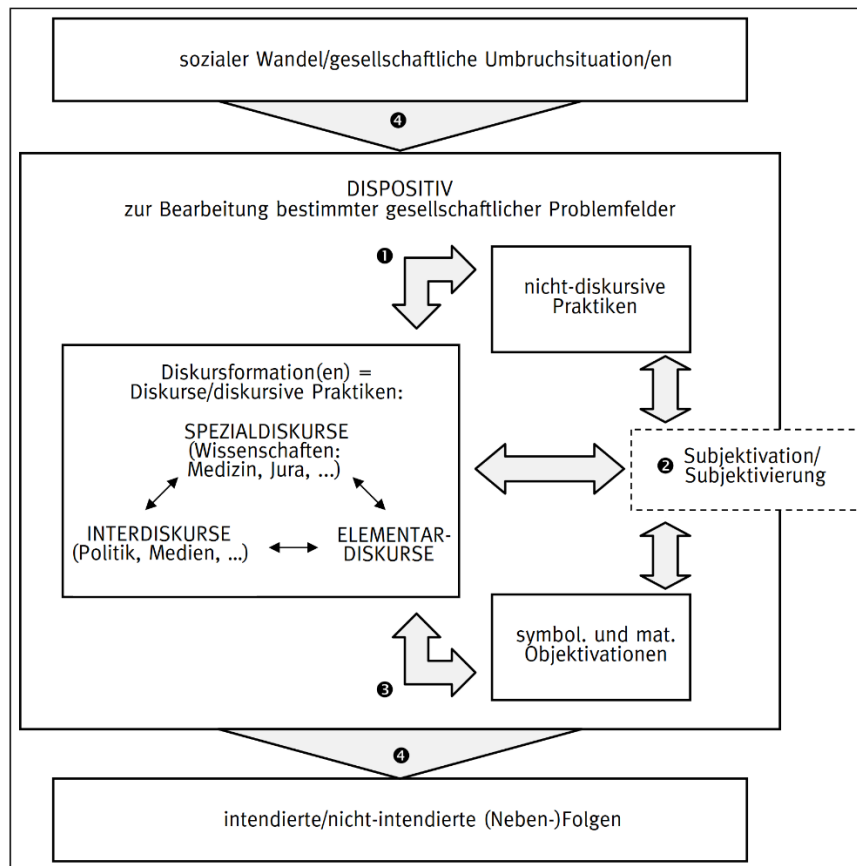 sozialer Wandel/gesellschaftliche Umbruchsituation/en
❹
DISPOSITIV
zur Bearbeitung bestimmter gesellschaftlicher Problemfelder
❶
nicht-diskursive
Praktiken
Diskursformation(en) =
Diskurse/diskursive Praktiken:
SPEZIALDISKURSE
(Wissenschaften:
Medizin, Jura, ...)
INTERDISKURSE
(Politik, Medien, ...)
ELEMENTAR-
DISKURSE
❷ Subjektivation/
Subjektivierung
symbol. und mat.
Objektivationen
❸
❹
intendierte/nicht-intendierte (Neben-)Folgen